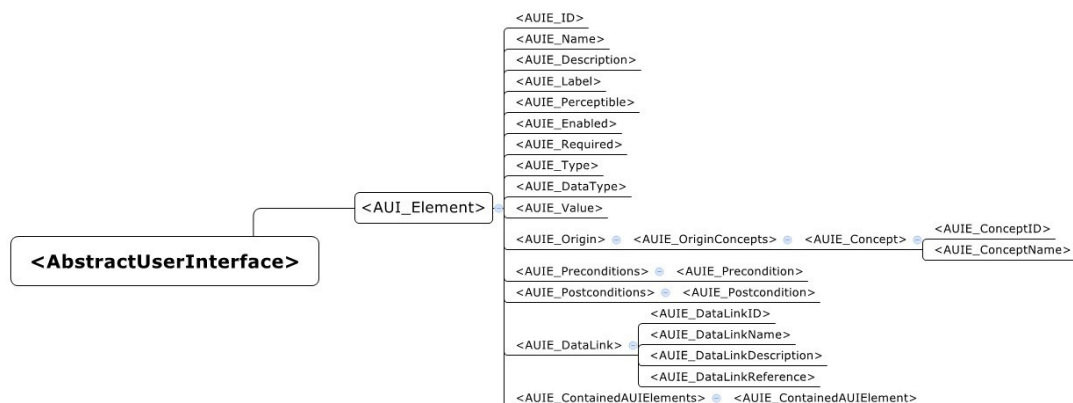 <AbstractUserInterface>
<AUI_Element>
<AUIE_ID>
<AUIE_Name>
<AUIE_Description>
<AUIE_Label>
<AUIE_Perceptible>
<AUIE_Enabled>
<AUIE_Required>
<AUIE_Type>
<AUIE_DataType>
<AUIE_Value>
<AUIE_Origin> <AUIE_OriginConcepts> <AUIE_Concept>
<AUIE_ConceptID>
<AUIE_ConceptName>
<AUIE_Preconditions> <AUIE_Precondition>
<AUIE_Postconditions> <AUIE_Postcondition>
<AUIE_DataLink>
<AUIE_DataLinkID>
<AUIE_DataLinkName>
<AUIE_DataLinkDescription>
<AUIE_DataLinkReference>
<AUIE_ContainedAUIElements> <AUIE_ContainedAUIElement>